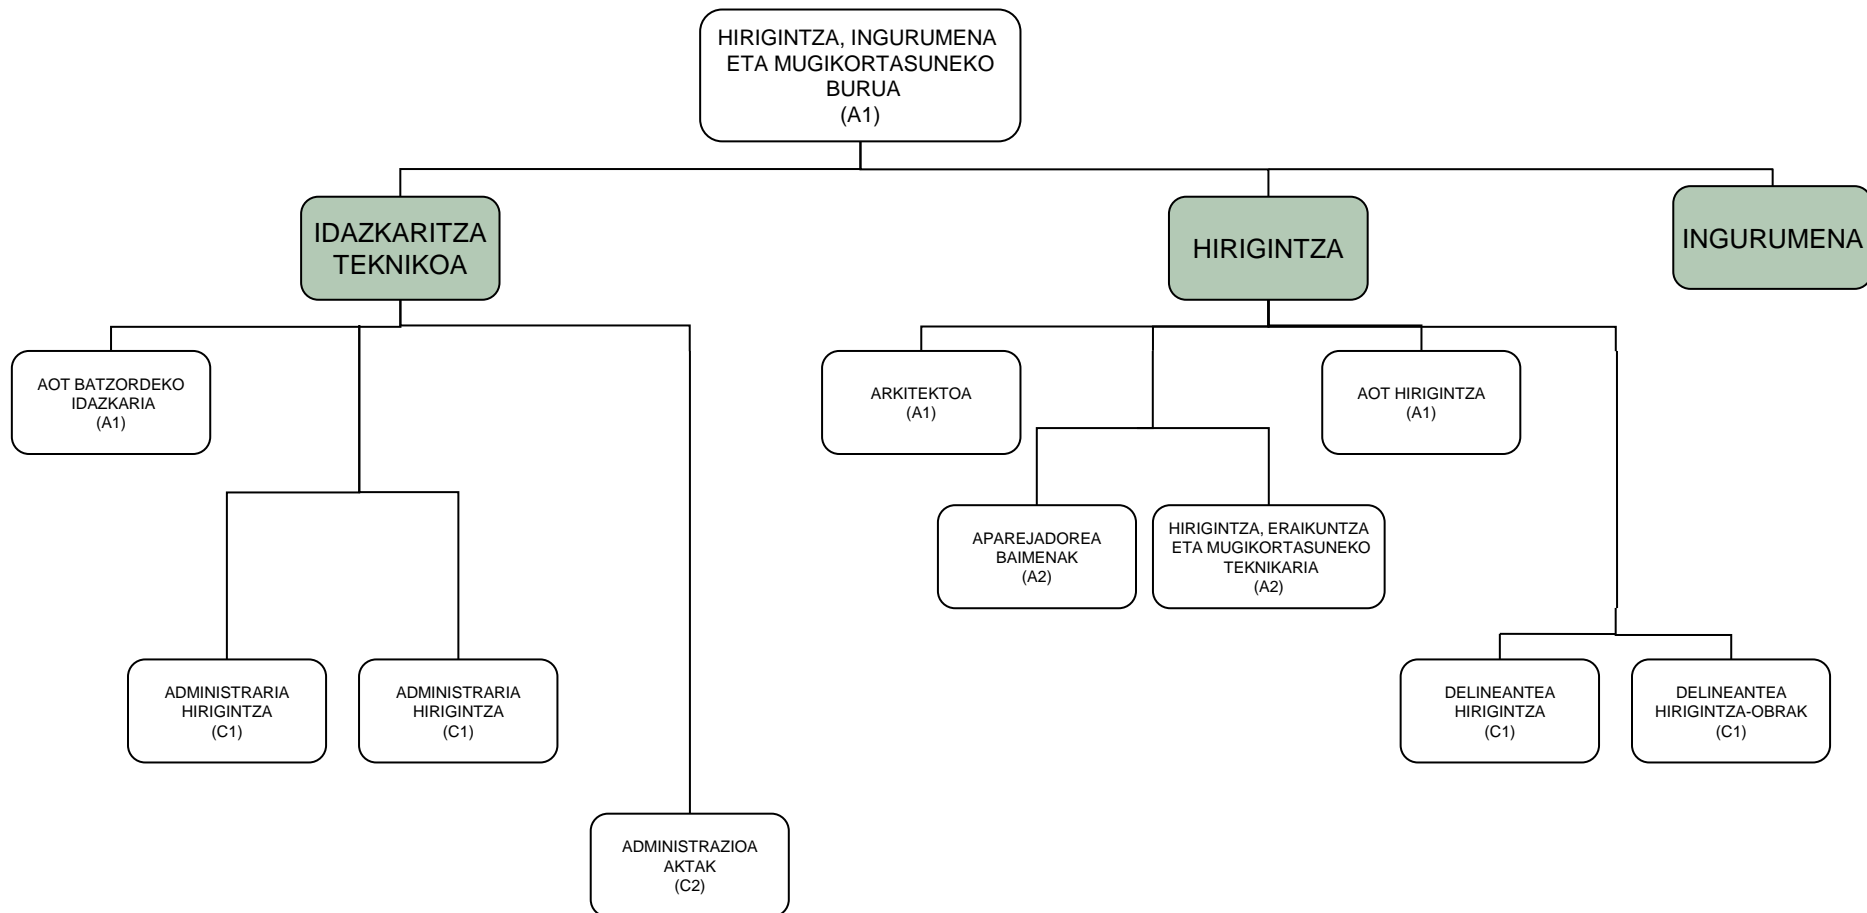 HIRIGINTZA, INGURUMENA
ETA MUGIKORTASUNEKO
BURUA
(A1)
IDAZKARITZA
TEKNIKOA
HIRIGINTZA
INGURUMENA
AOT BATZORDEKO
IDAZKARIA
(A1)
ARKITEKTOA
(A1)
AOT HIRIGINTZA
(A1)
APAREJADOREA
BAIMENAK
(A2)
HIRIGINTZA, ERAIKUNTZA
ETA MUGIKORTASUNEKO
TEKNIKARIA
(A2)
ADMINISTRARIA
HIRIGINTZA
(C1)
ADMINISTRARIA
HIRIGINTZA
(C1)
DELINEANTEA
HIRIGINTZA
(C1)
DELINEANTEA
HIRIGINTZA-OBRAK
(C1)
ADMINISTRAZIOA
AKTAK
(C2)